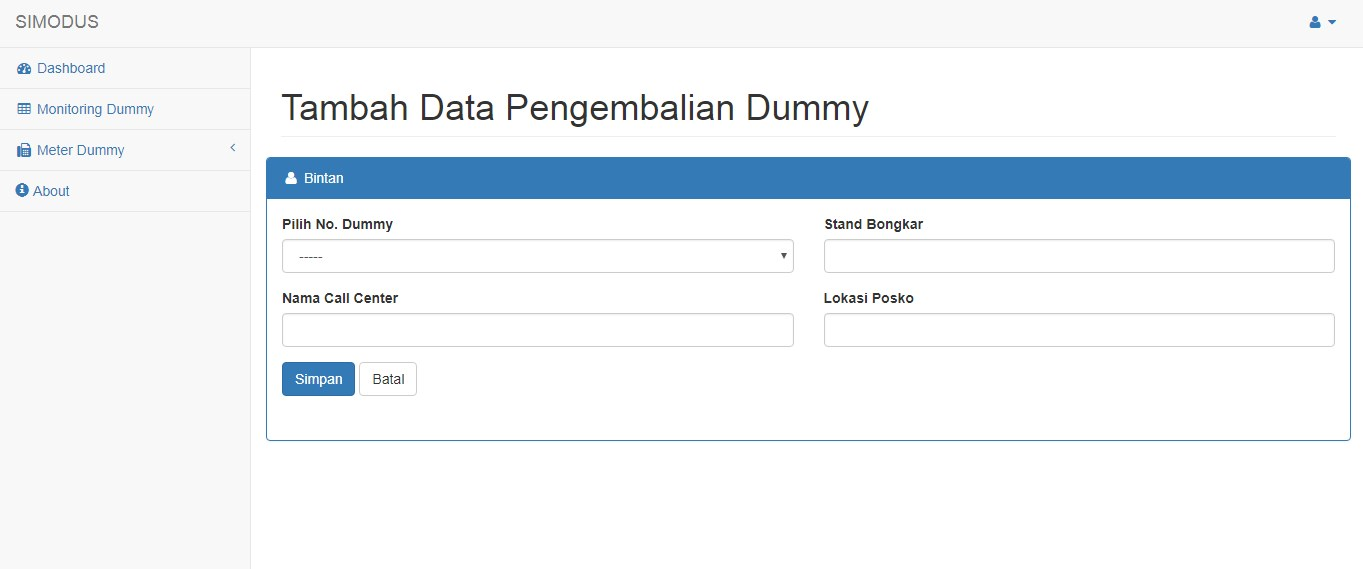 SIMODUS
Dashboard
Monitoring Dummy
Meter Dummy
About
Tambah Data Pengembalian Dummy
Bintan
Pilih No. Dummy
Stand Bongkar
-----
Nama Call Center
Lokasi Posko
Simpan
Batal